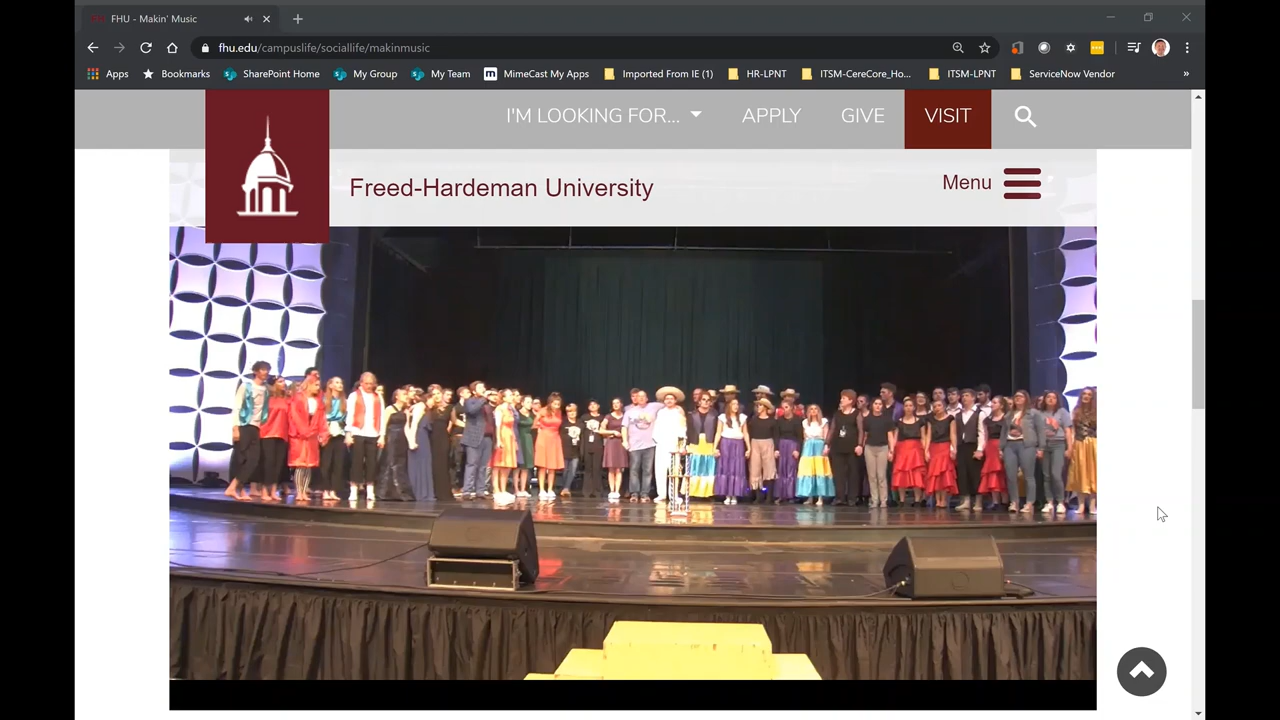 FHU - Makin' Music
fhu.edu/campuslife/sociallife/makinmusic
Apps Bookmarks SharePoint Home My Group My Team MimeCast My Apps Imported From IE (1) HR-LPNT ITSM-CereCore_Ho... ITSM-LPNT ServiceNow Vendor »
I'M LOOKING FOR... APPLY GIVE VISIT
Freed-Hardeman University Menu